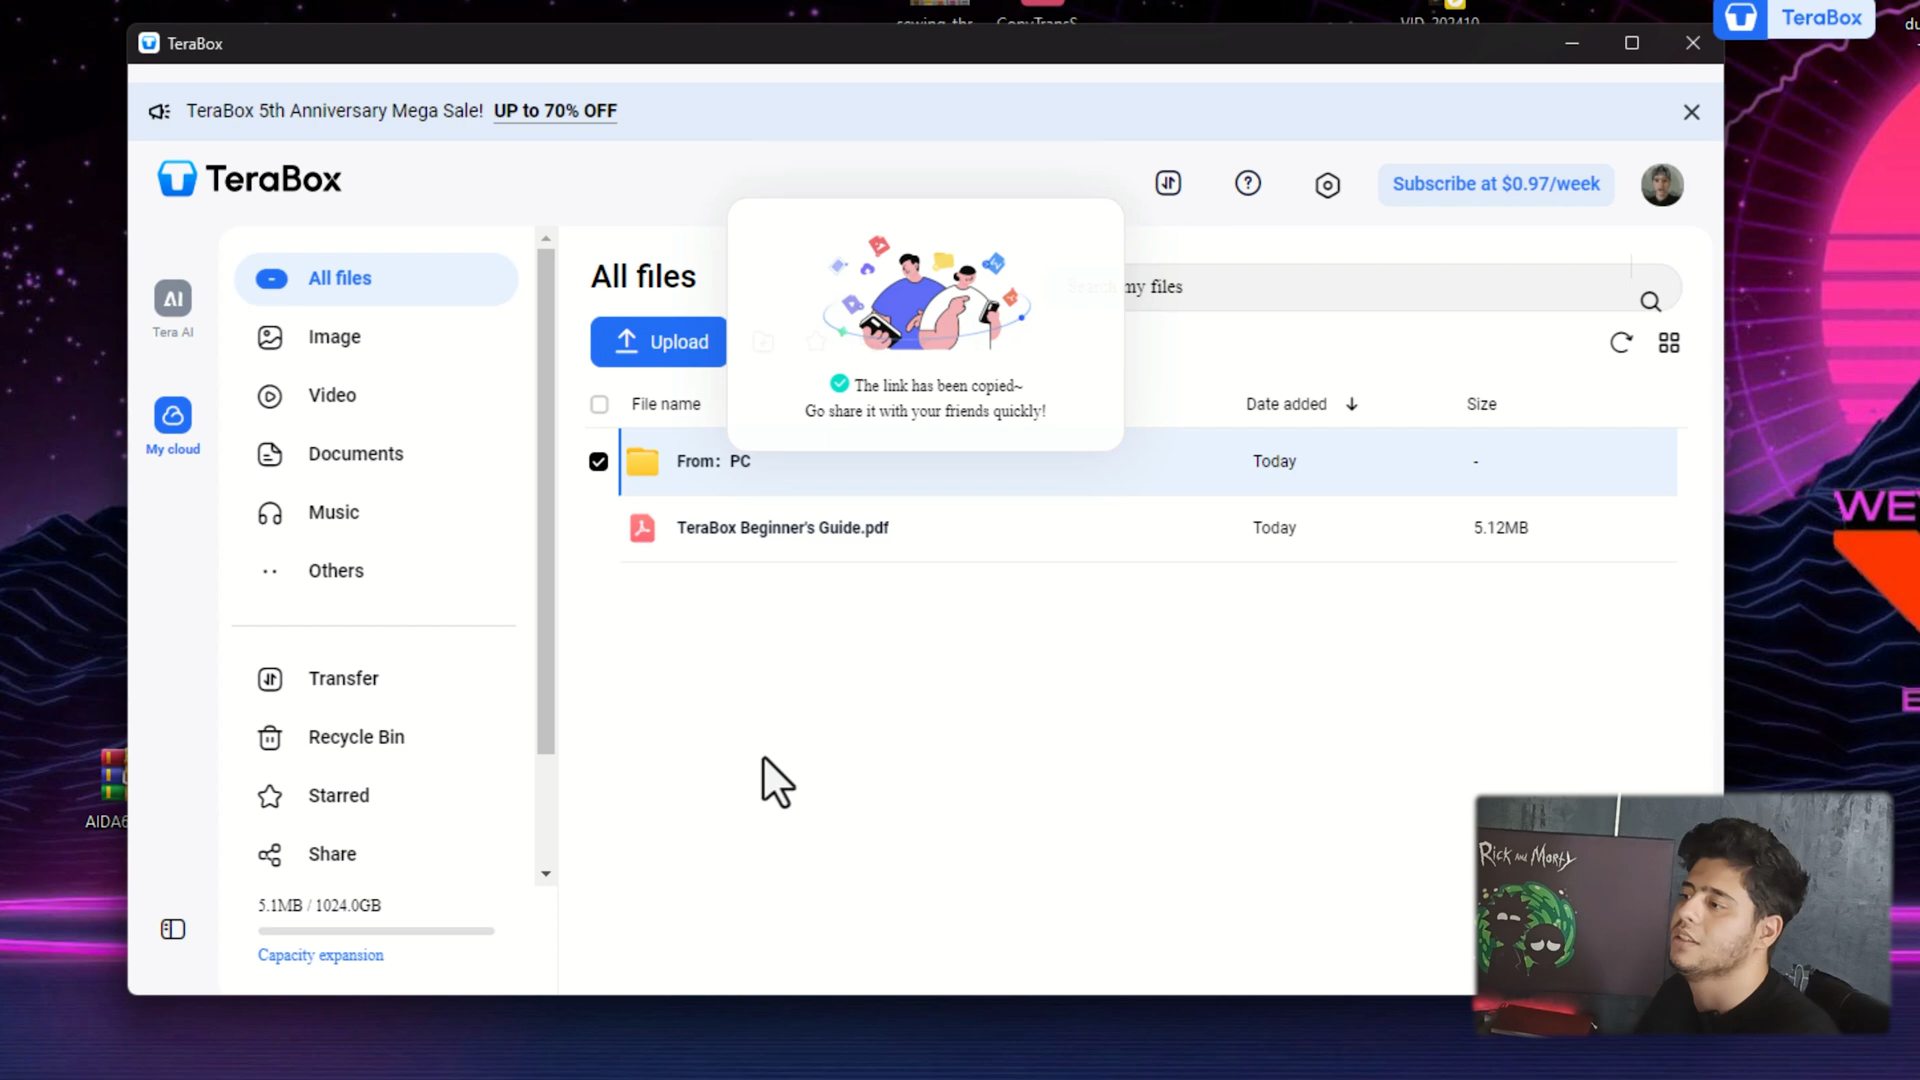 TeraBox
TeraBox
TeraBox 5th Anniversary Mega Sale! UP to 70% OFF
TeraBox
Subscribe at $0.97/week
AI
Tera AI
My cloud
All files
Image
Video
Documents
Music
Others
Transfer
Recycle Bin
Starred
Share
5.1MB / 1024.0GB
Capacity expansion
All files
my files
Upload
The link has been copied~
Go share it with your friends quickly!
File name
Date added
Size
From: PC
Today
-
TeraBox Beginner's Guide.pdf
Today
5.12MB
WE
AIDA6
Rick and Morty